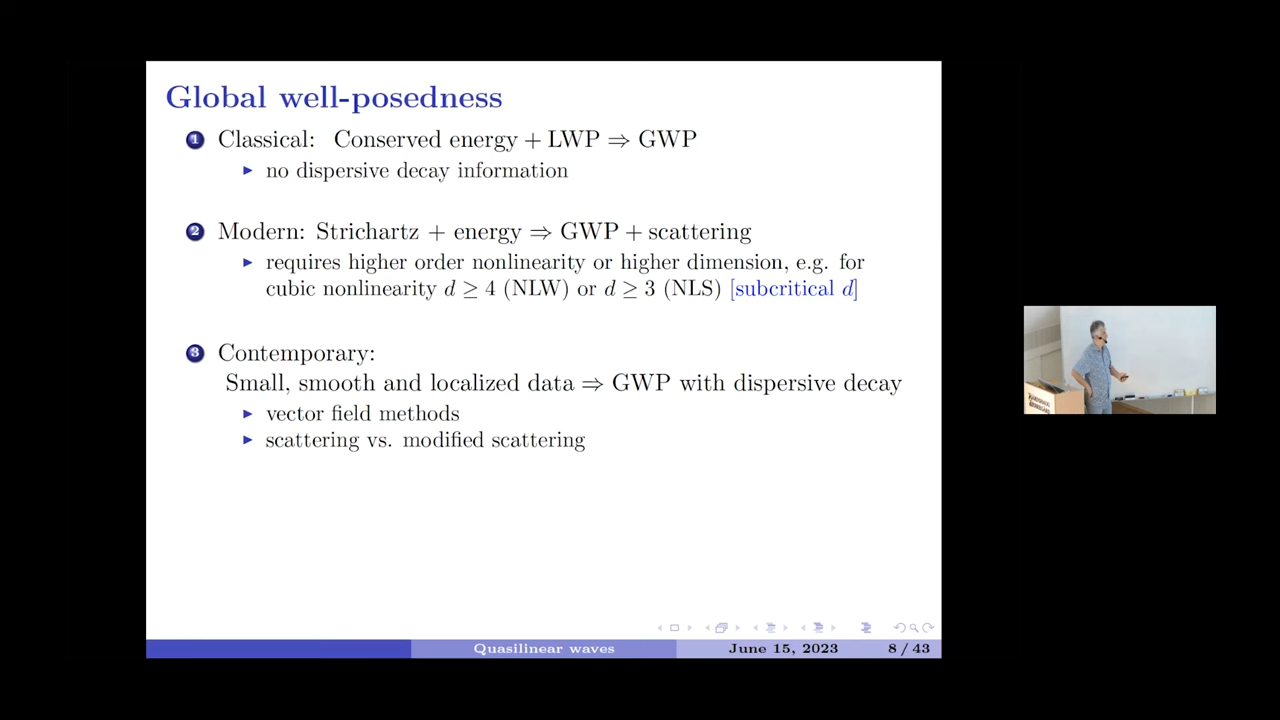 Global well-posedness
1 Classical: Conserved energy + LWP ⇒ GWP
▶ no dispersive decay information
2 Modern: Strichartz + energy ⇒ GWP + scattering
▶ requires higher order nonlinearity or higher dimension, e.g. for
cubic nonlinearity d ≥ 4 (NLW) or d ≥ 3 (NLS) [subcritical d]
3 Contemporary:
Small, smooth and localized data ⇒ GWP with dispersive decay
▶ vector field methods
▶ scattering vs. modified scattering
Quasilinear waves June 15, 2023 8 / 43